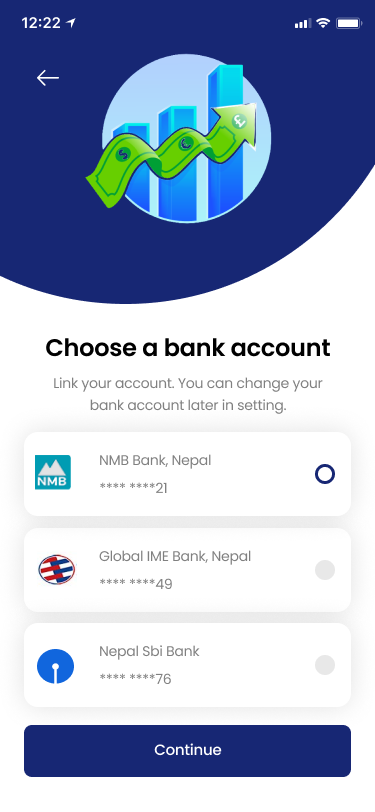 12:22
Choose a bank account
Link your account. You can change your
bank account later in setting.
NMB
NMB Bank, Nepal
**** ****21
Global IME Bank, Nepal
**** ****49
Nepal Sbi Bank
**** ****76
Continue